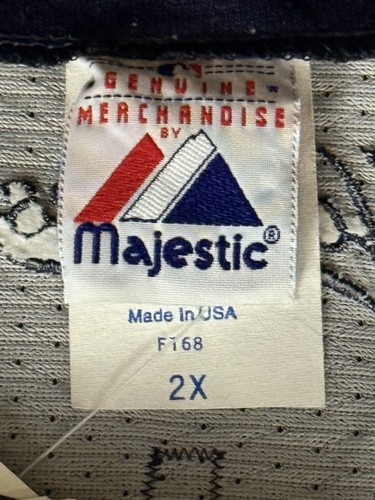 GENUINE
MERCHANDISE
BY
Majestic®
Made in USA
F168
2X